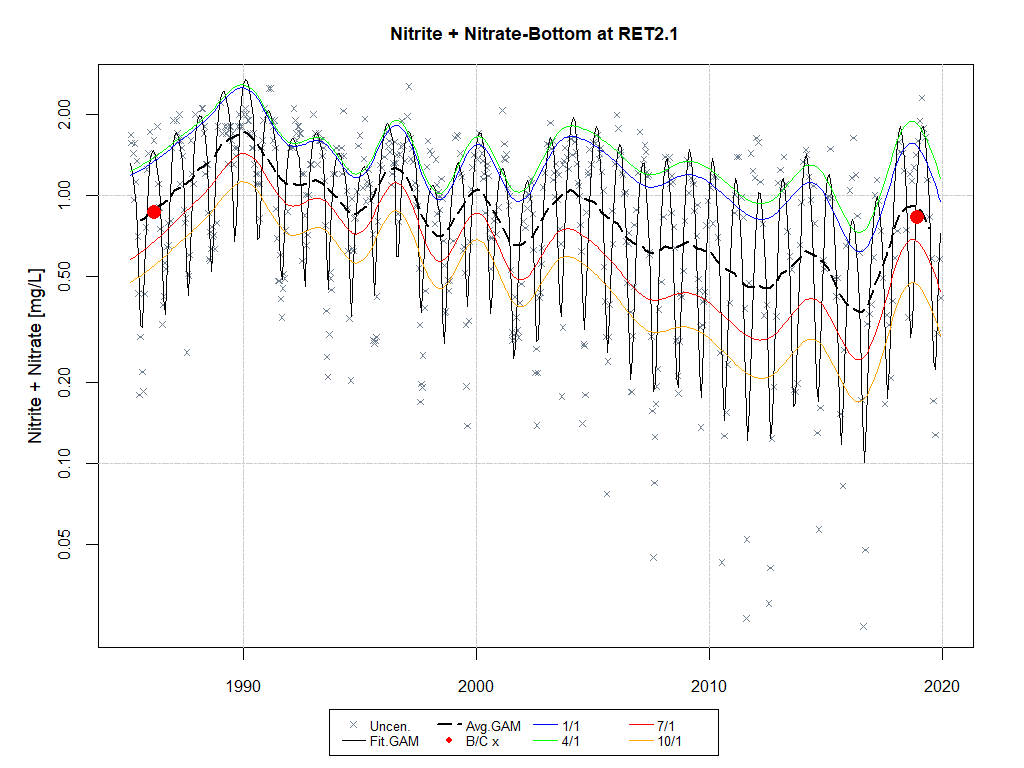 Nitrite + Nitrate-Bottom at RET2.1
Nitrite + Nitrate [mg/L]
2.00
1.00
0.50
0.20
0.10
0.05
1990 2000 2010 2020
Uncen. Avg.GAM 1/1 7/1
Fit.GAM B/C x 4/1 10/1